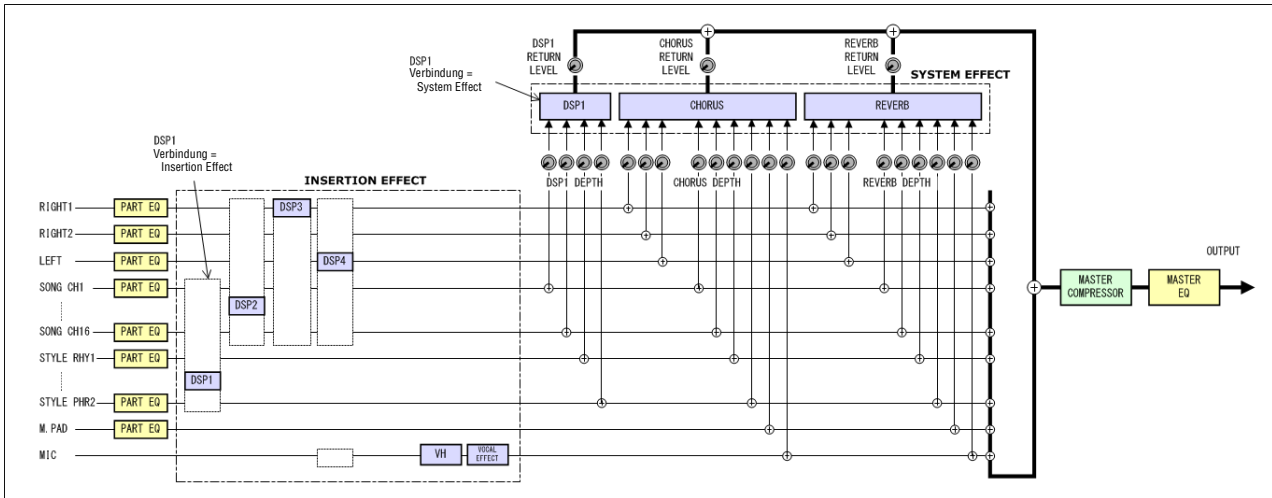 DSP1
RETURN
LEVEL
CHORUS
RETURN
LEVEL
REVERB
RETURN
LEVEL
SYSTEM EFFECT
DSP1
Verbindung =
System Effect
DSP1
CHORUS
REVERB
DSP1
Verbindung =
Insertion Effect
DSP1 DEPTH
CHORUS DEPTH
REVERB DEPTH
INSERTION EFFECT
RIGHT1
PART EQ
DSP3
RIGHT2
PART EQ
LEFT
PART EQ
DSP4
OUTPUT
SONG CH1
PART EQ
DSP2
MASTER
COMPRESSOR
MASTER
EQ
SONG CH16
PART EQ
STYLE RHY1
PART EQ
DSP1
STYLE PHR2
PART EQ
M.PAD
PART EQ
MIC
VH
VOCAL
EFFECT